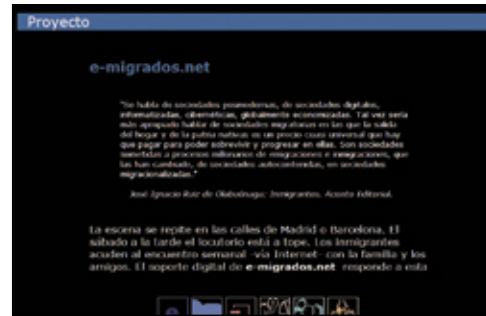 Proyecto
e-migrados.net
"Se habla de sociedades posmodernas, de sociedades digitales,
informatizadas, cibernéticas, globalmente economizadas. Tal vez sería
más apropiado hablar de sociedades migratorias en las que la salida
del hogar y de la patria nativas es un precio cuasi universal que hay
que pagar para poder sobrevivir y progresar en ellas. Son sociedades
sometidas a procesos millonarios de emigraciones e inmigraciones, que
las han cambiado, de sociedades autocontenidas, en sociedades
migracionalizadas."
José Ignacio Ruiz de Olabuénaga: Inmigrantes. Acento Editorial.
La escena se repite en las calles de Madrid o Barcelona. El
sábado a la tarde el locutorio está a tope. Los inmigrantes
acuden al encuentro semanal -vía Internet- con la familia y los
amigos. El soporte digital de e-migrados.net responde a esta
e